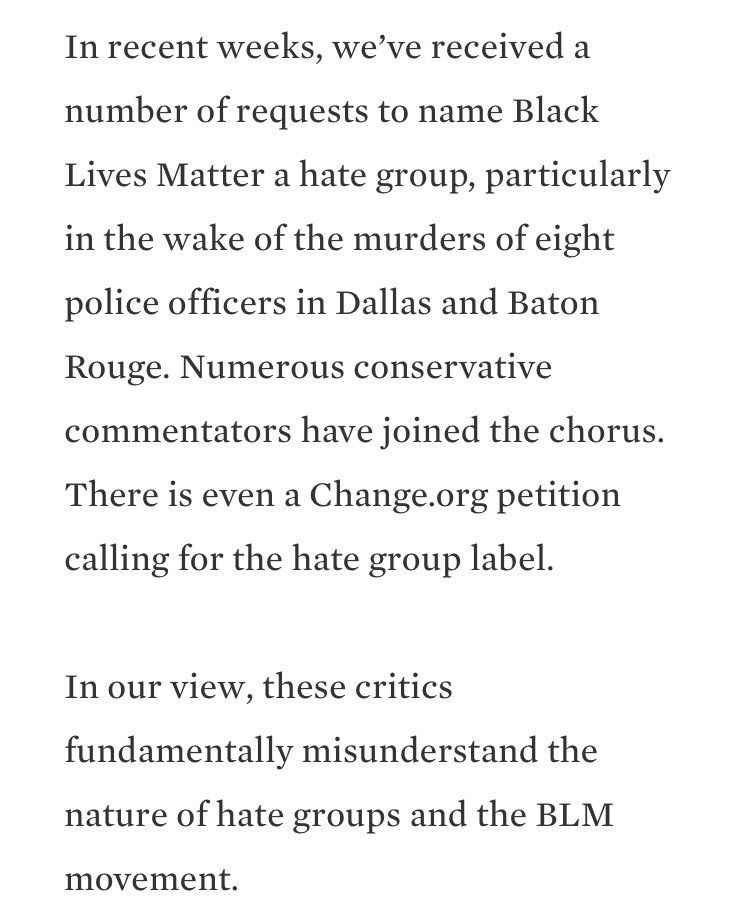 In recent weeks, we’ve received a
number of requests to name Black
Lives Matter a hate group, particularly
in the wake of the murders of eight
police officers in Dallas and Baton
Rouge. Numerous conservative
commentators have joined the chorus.
There is even a Change.org petition
calling for the hate group label.
In our view, these critics
fundamentally misunderstand the
nature of hate groups and the BLM
movement.